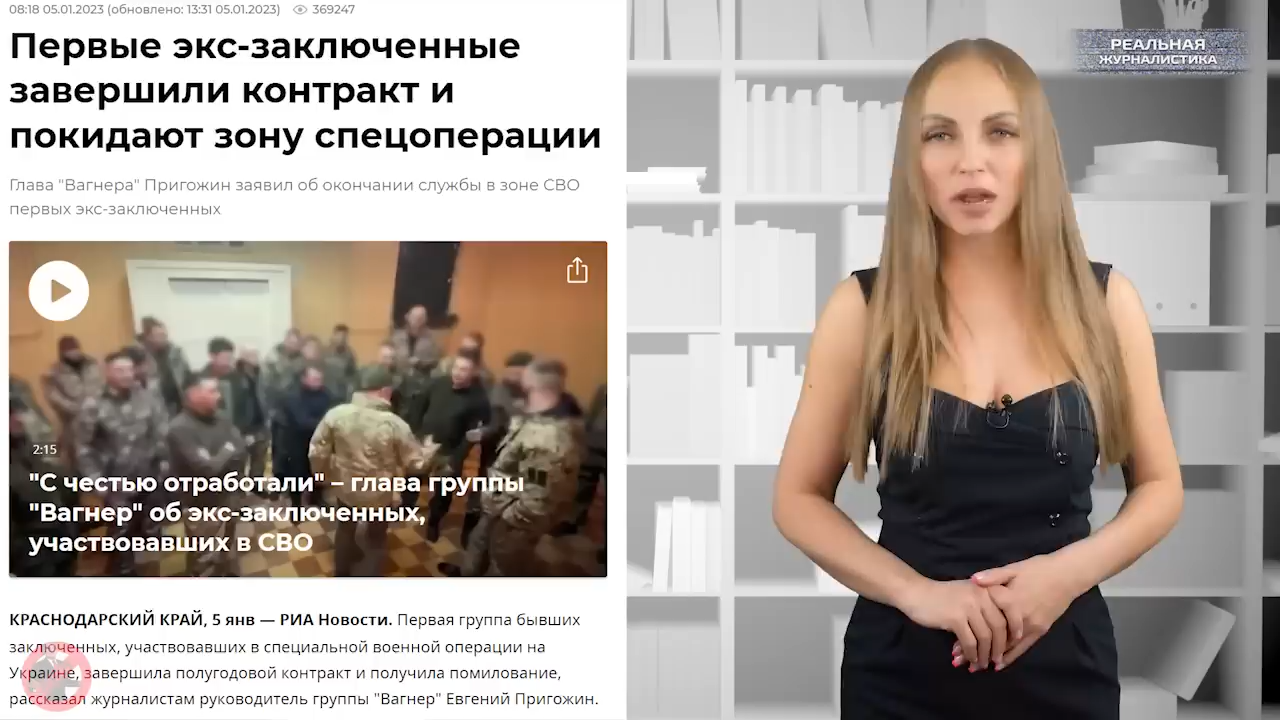 08:18 05.01.2023 (обновлено: 13:31 05.01.2023) 369247
Первые экс-заключенные
завершили контракт и
покидают зону спецоперации
Глава "Вагнера" Пригожин заявил об окончании службы в зоне СВО
первых экс-заключенных
2:15
"С честью отработали" – глава группы
"Вагнер" об экс-заключенных,
участвовавших в СВО
КРАСНОДАРСКИЙ КРАЙ, 5 янв — РИА Новости. Первая группа бывших
заключенных, участвовавших в специальной военной операции на
Украине, завершила полугодовой контракт и получила помилование,
рассказал журналистам руководитель группы "Вагнер" Евгений Пригожин.
РЕАЛЬНАЯ
ЖУРНАЛИСТИКА